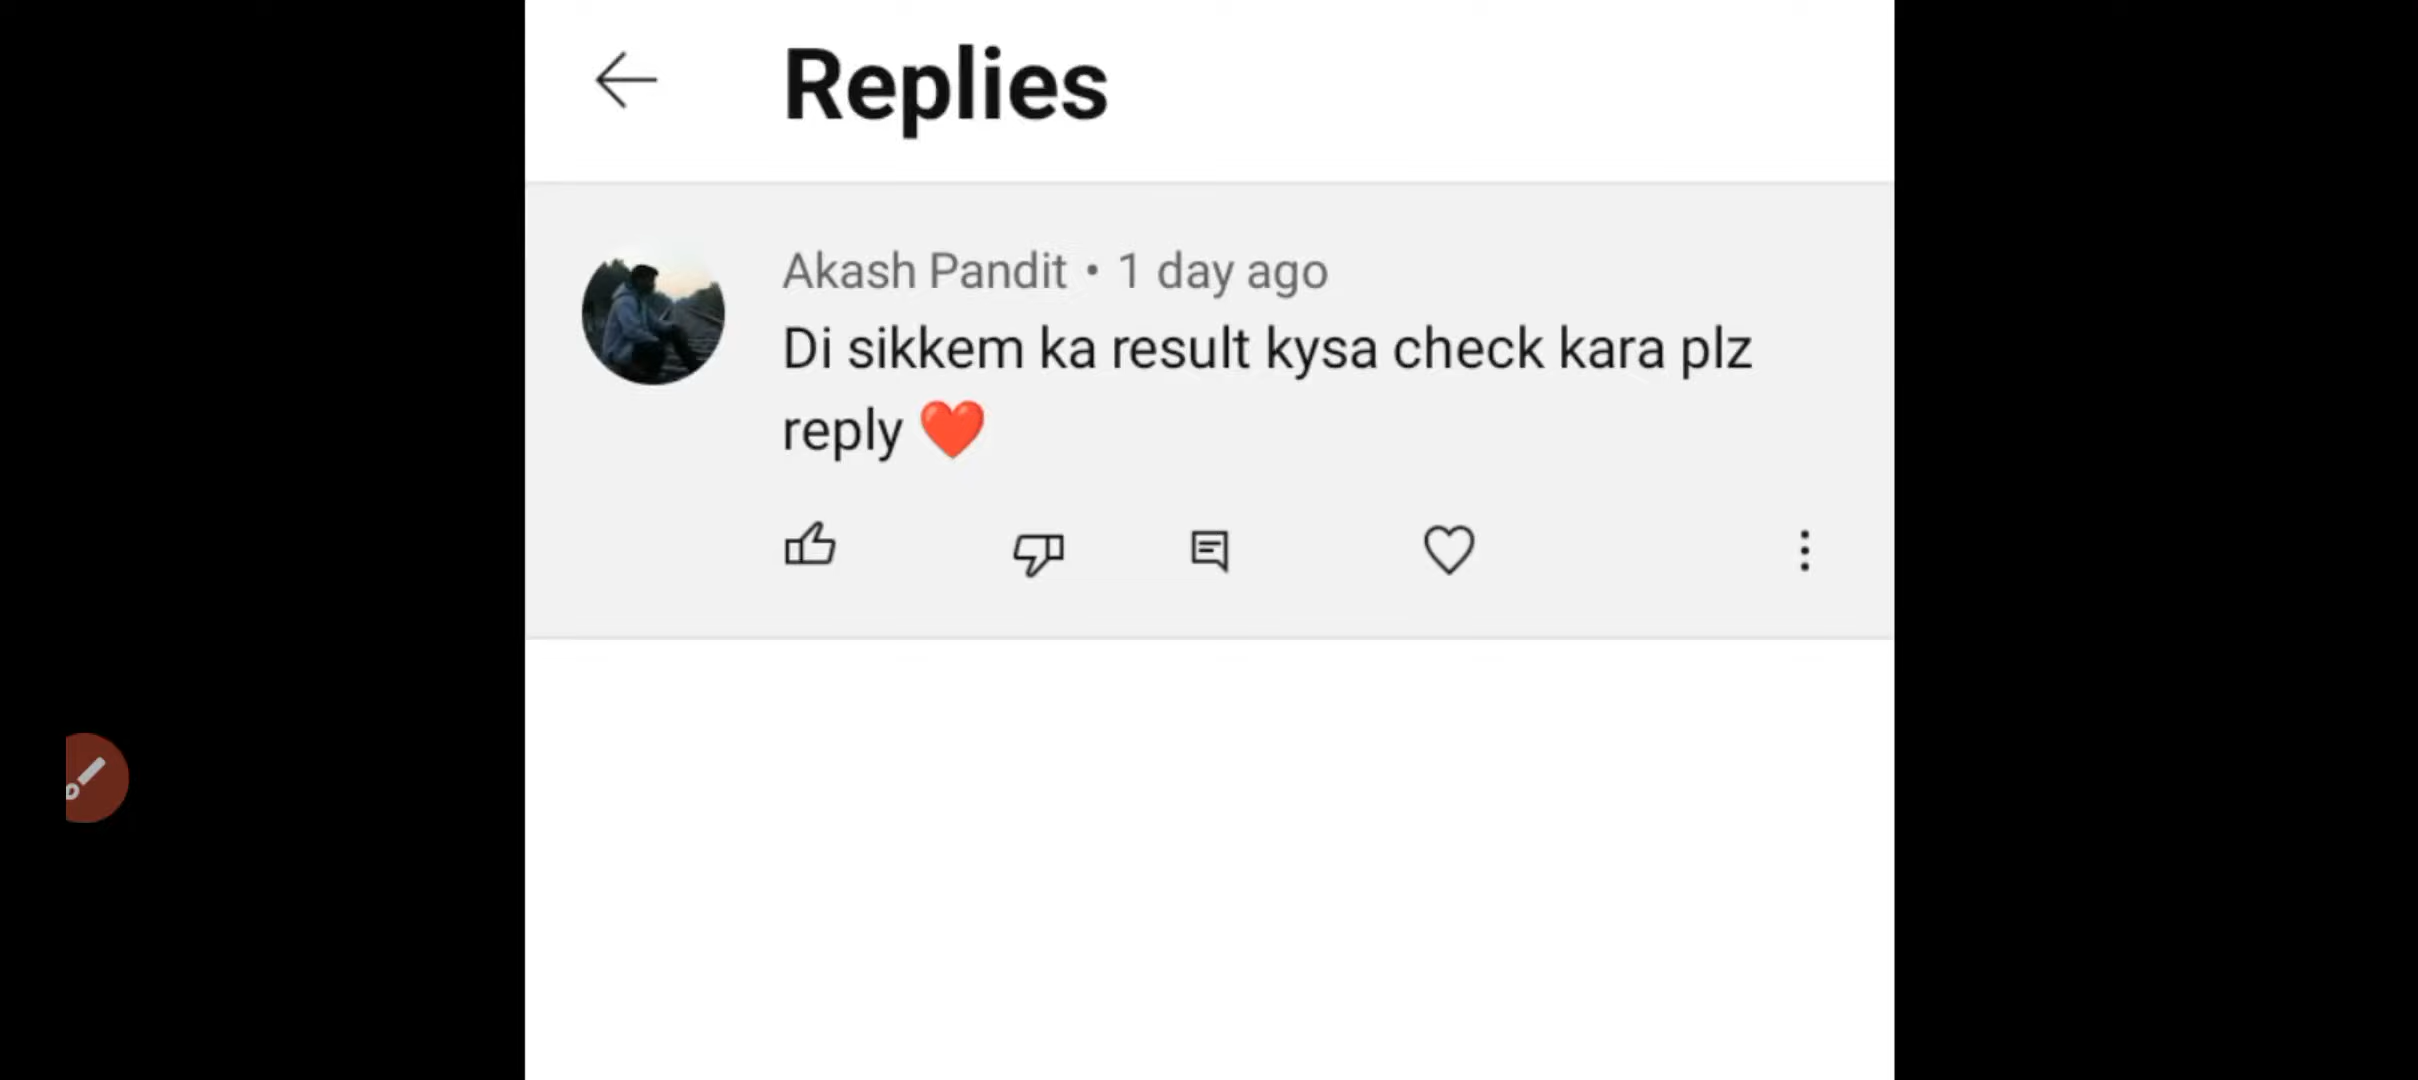 Replies
Akash Pandit • 1 day ago
Di sikkem ka result kysa check kara plz
reply ❤️